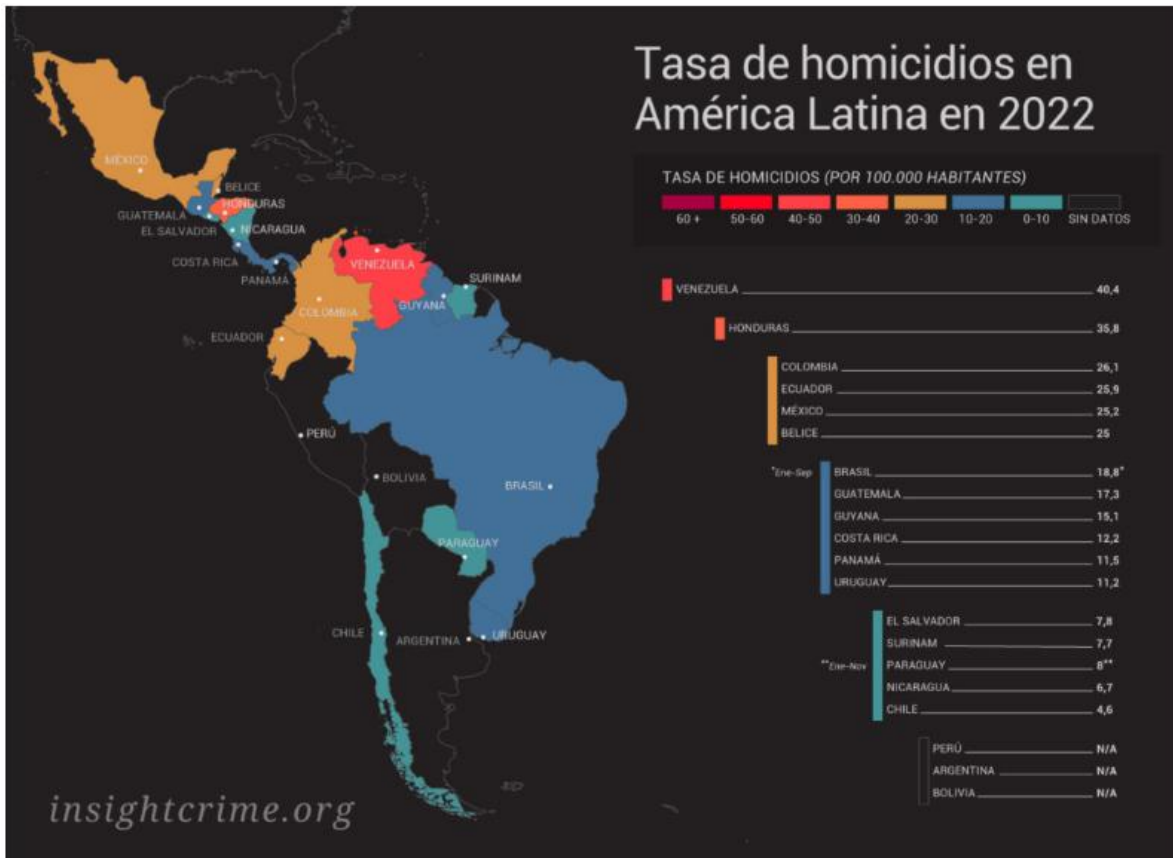 Tasa de homicidios en
América Latina en 2022
TASA DE HOMICIDIOS (POR 100.000 HABITANTES)
60 + 50-60 40-50 30-40 20-30 10-20 0-10 SIN DATOS
MÉXICO
BELICE
HONDURAS
GUATEMALA
EL SALVADOR
NICARAGUA
COSTA RICA
PANAMÁ
VENEZUELA
SURINAM
GUYANA
COLOMBIA
ECUADOR
PERÚ
BOLIVIA
BRASIL
PARAGUAY
CHILE
ARGENTINA
URUGUAY
VENEZUELA 40,4
HONDURAS 35,8
COLOMBIA 26,1
ECUADOR 25,9
MÉXICO 25,2
BELICE 25
*Ene-Sep BRASIL 18,8*
GUATEMALA 17,3
GUYANA 15,1
COSTA RICA 12,2
PANAMÁ 11,5
URUGUAY 11,2
EL SALVADOR 7,8
SURINAM 7,7
**Ene-Nov PARAGUAY 8**
NICARAGUA 6,7
CHILE 4,6
PERÚ N/A
ARGENTINA N/A
BOLIVIA N/A
insightcrime.org